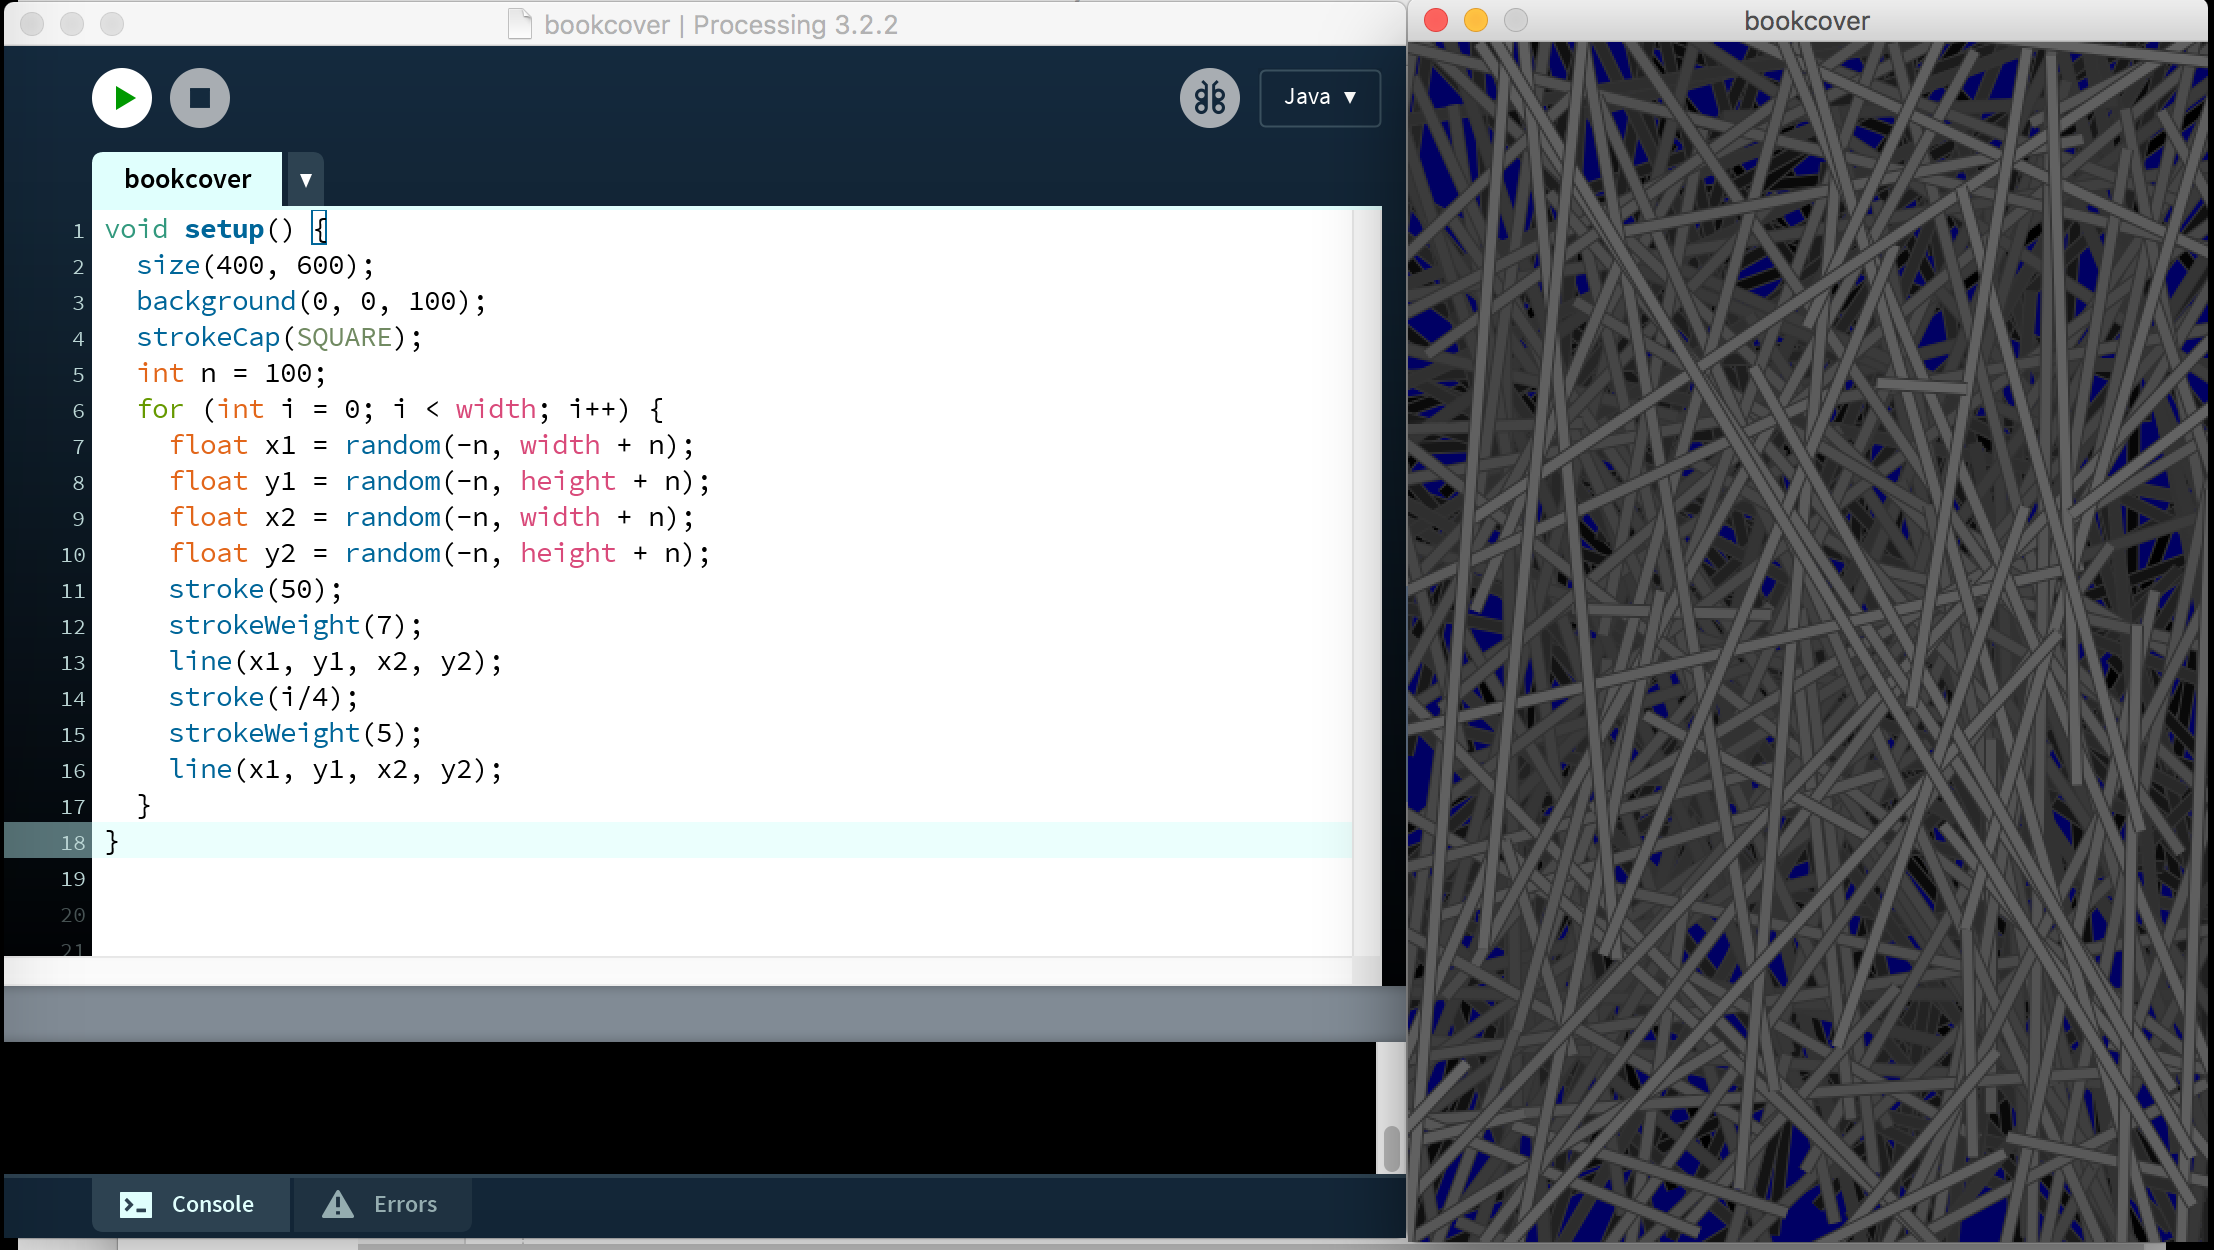 bookcover | Processing 3.2.2
bookcover
Java ▼
bookcover ▼
1 void setup() {
2   size(400, 600);
3   background(0, 0, 100);
4   strokeCap(SQUARE);
5   int n = 100;
6   for (int i = 0; i < width; i++) {
7     float x1 = random(-n, width + n);
8     float y1 = random(-n, height + n);
9     float x2 = random(-n, width + n);
10     float y2 = random(-n, height + n);
11     stroke(50);
12     strokeWeight(7);
13     line(x1, y1, x2, y2);
14     stroke(i/4);
15     strokeWeight(5);
16     line(x1, y1, x2, y2);
17   }
18 }
19
20
21
Console
Errors